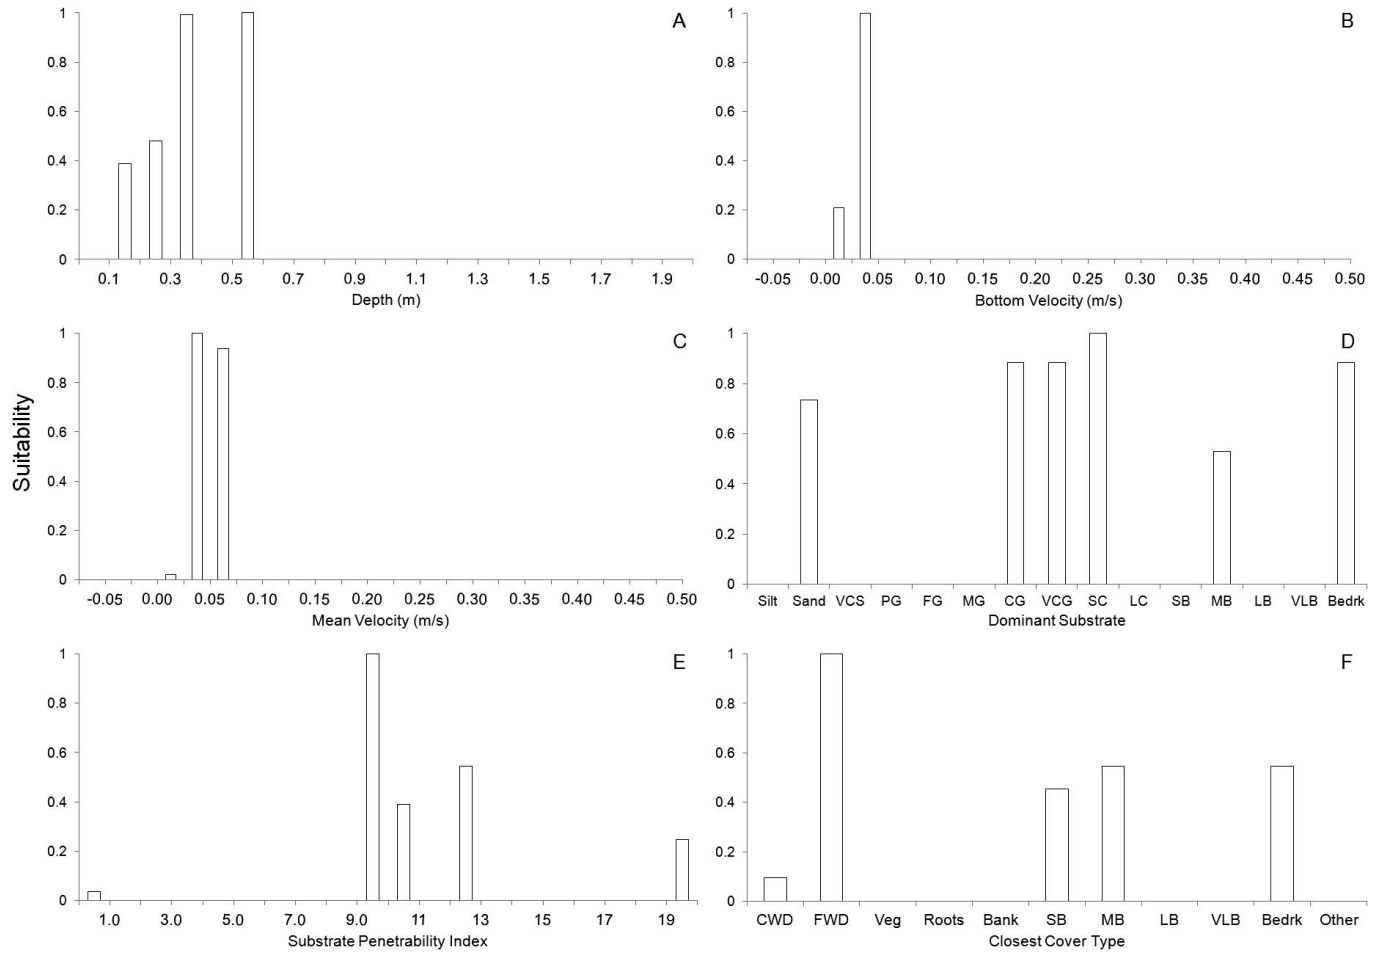 A
1
0.8
0.6
0.4
0.2
0
0.1 0.3 0.5 0.7 0.9 1.1 1.3 1.5 1.7 1.9
Depth (m)
B
1
0.8
0.6
0.4
0.2
0
-0.05 0.00 0.05 0.10 0.15 0.20 0.25 0.30 0.35 0.40 0.45 0.50
Bottom Velocity (m/s)
Suitability
C
1
0.8
0.6
0.4
0.2
0
-0.05 0.00 0.05 0.10 0.15 0.20 0.25 0.30 0.35 0.40 0.45 0.50
Mean Velocity (m/s)
D
1
0.8
0.6
0.4
0.2
0
Silt Sand VCS PG FG MG CG VCG SC LC SB MB LB VLB Bedrk
Dominant Substrate
E
1
0.8
0.6
0.4
0.2
0
1.0 3.0 5.0 7.0 9.0 11 13 15 17 19
Substrate Penetrability Index
F
1
0.8
0.6
0.4
0.2
0
CWD FWD Veg Roots Bank SB MB LB VLB Bedrk Other
Closest Cover Type